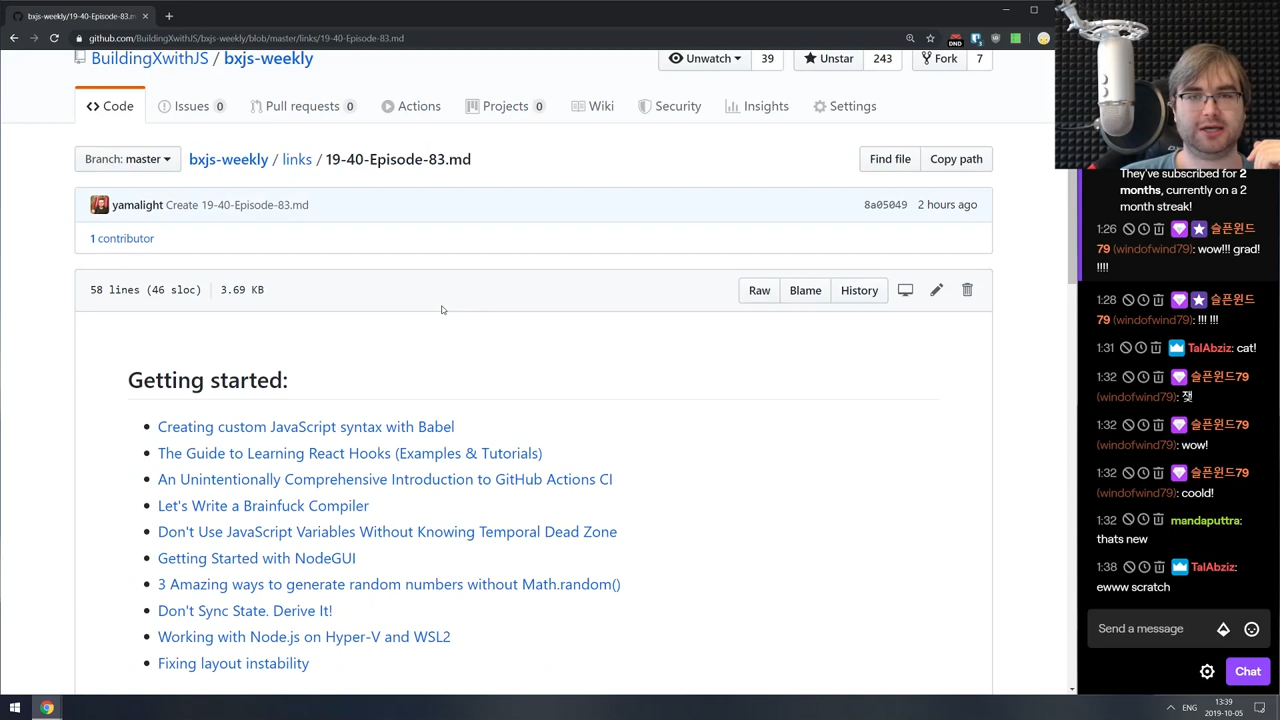 bxjs-weekly/19-40-Episode-83.m
github.com/BuildingXwithJS/bxjs-weekly/blob/master/links/19-40-Episode-83.md
DND
BuildingXwithJS / bxjs-weekly
Unwatch 39
Unstar 243
Fork 7
Code
Issues 0
Pull requests 0
Actions
Projects 0
Wiki
Security
Insights
Settings
Branch: master
bxjs-weekly / links / 19-40-Episode-83.md
Find file
Copy path
yamalight Create 19-40-Episode-83.md
8a05049 2 hours ago
1 contributor
58 lines (46 sloc) 3.69 KB
Raw
Blame
History
Getting started:
Creating custom JavaScript syntax with Babel
The Guide to Learning React Hooks (Examples & Tutorials)
An Unintentionally Comprehensive Introduction to GitHub Actions CI
Let's Write a Brainfuck Compiler
Don't Use JavaScript Variables Without Knowing Temporal Dead Zone
Getting Started with NodeGUI
3 Amazing ways to generate random numbers without Math.random()
Don't Sync State. Derive It!
Working with Node.js on Hyper-V and WSL2
Fixing layout instability
They've subscribed for 2
months, currently on a 2
month streak!
1:26 슬픈윈드
79 (windofwind79): wow!!! grad!
!!!!
1:28 슬픈윈드
79 (windofwind79): !!! !!!
1:31 TalAbziz: cat!
1:32 슬픈윈드79
(windofwind79): 쟺
1:32 슬픈윈드79
(windofwind79): wow!
1:32 슬픈윈드79
(windofwind79): coold!
1:32 mandaputtra:
thats new
1:38 TalAbziz:
ewww scratch
Send a message
Chat
ENG
13:39
2019-10-05